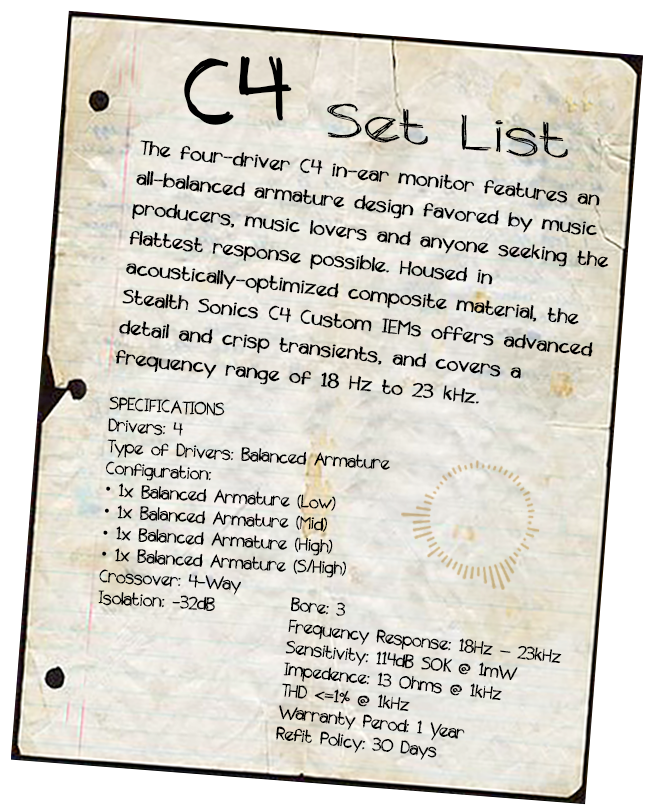 C4 Set List
The four-driver C4 in-ear monitor features an
all-balanced armature design favored by music
producers, music lovers and anyone seeking the
flattest response possible. Housed in
acoustically-optimized composite material, the
Stealth Sonics C4 Custom IEMs offers advanced
detail and crisp transients, and covers a
frequency range of 18 Hz to 23 kHz.
SPECIFICATIONS
Drivers: 4
Type of Drivers: Balanced Armature
Configuration:
• 1x Balanced Armature (Low)
• 1x Balanced Armature (Mid)
• 1x Balanced Armature (High)
• 1x Balanced Armature (S/High)
Crossover: 4-Way
Isolation: -32dB
Bore: 3
Frequency Response: 18Hz – 23kHz
Sensitivity: 114dB SOK @ 1mW
Impedence: 13 Ohms @ 1kHz
THD <=1% @ 1kHz
Warranty Perod: 1 Year
Refit Policy: 30 Days